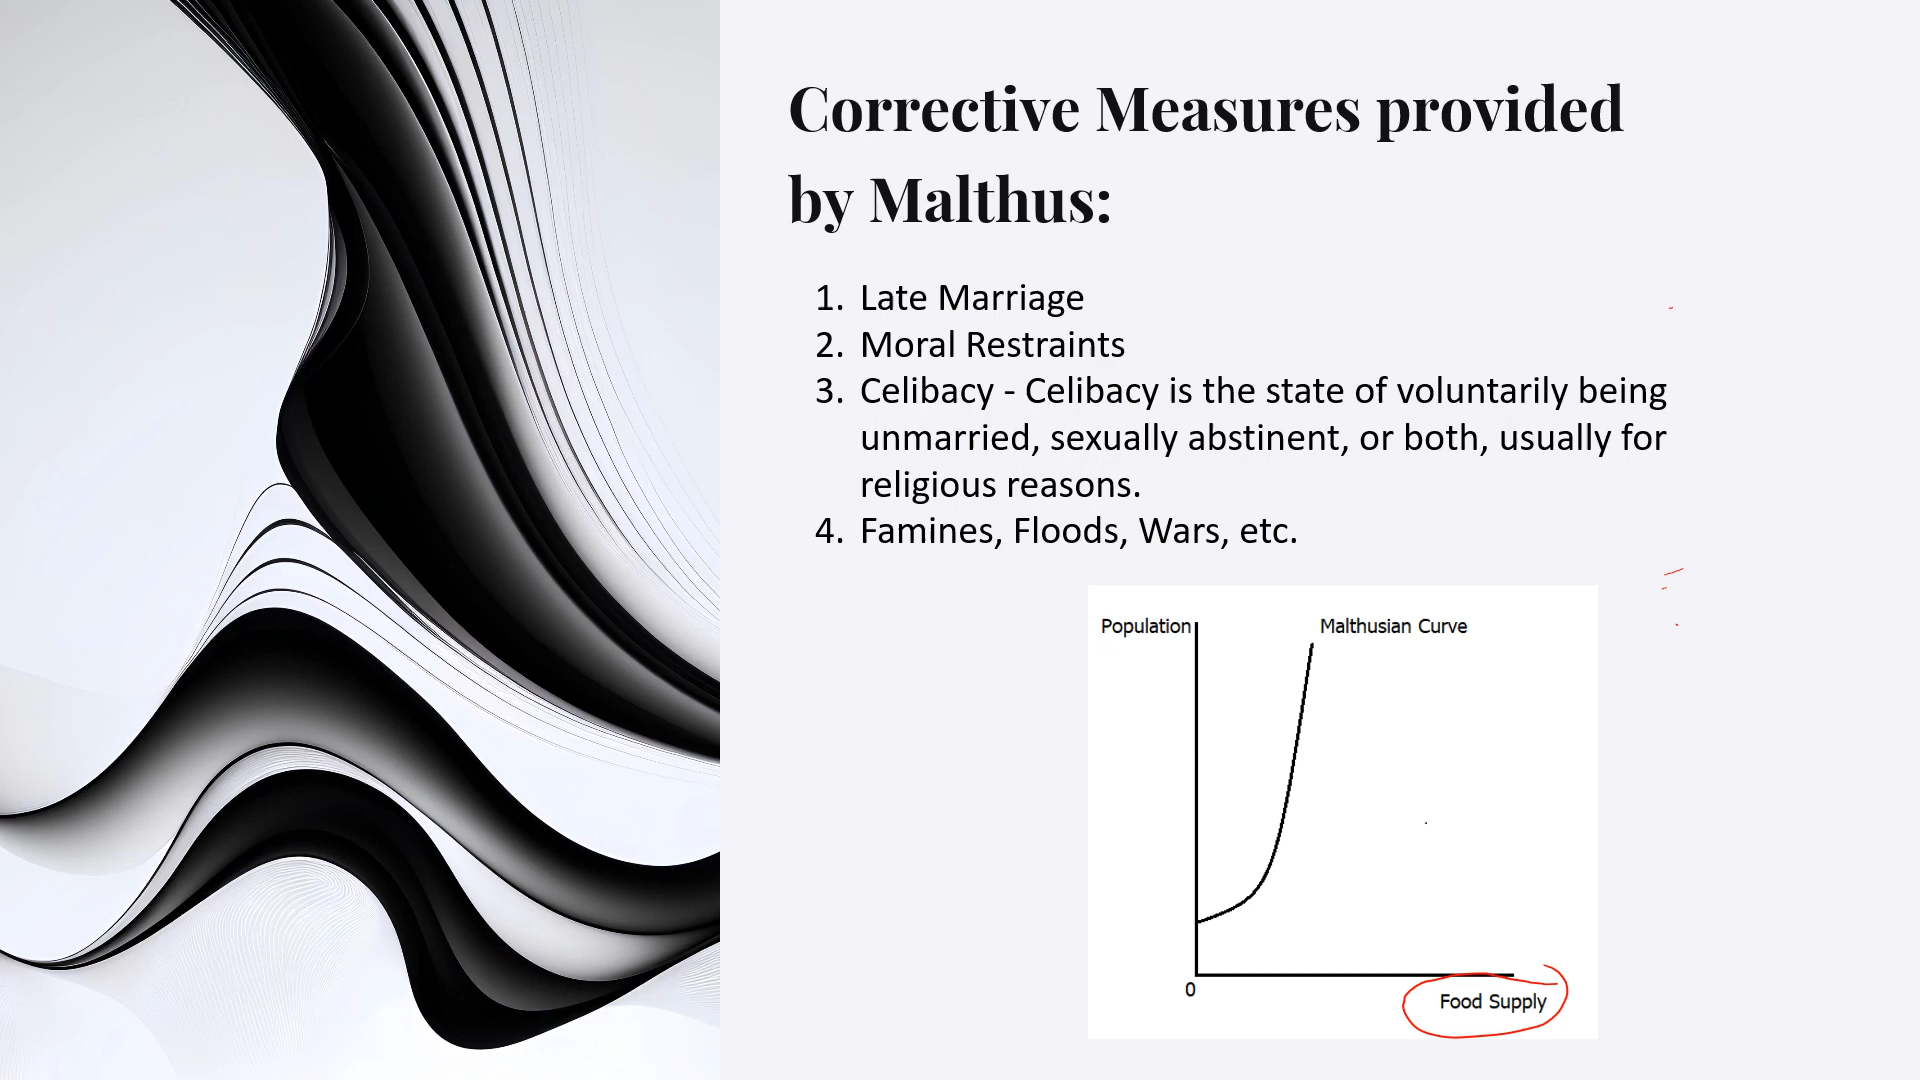 Corrective Measures provided
by Malthus:
1. Late Marriage
2. Moral Restraints
3. Celibacy - Celibacy is the state of voluntarily being
unmarried, sexually abstinent, or both, usually for
religious reasons.
4. Famines, Floods, Wars, etc.
Population
Malthusian Curve
0
Food Supply